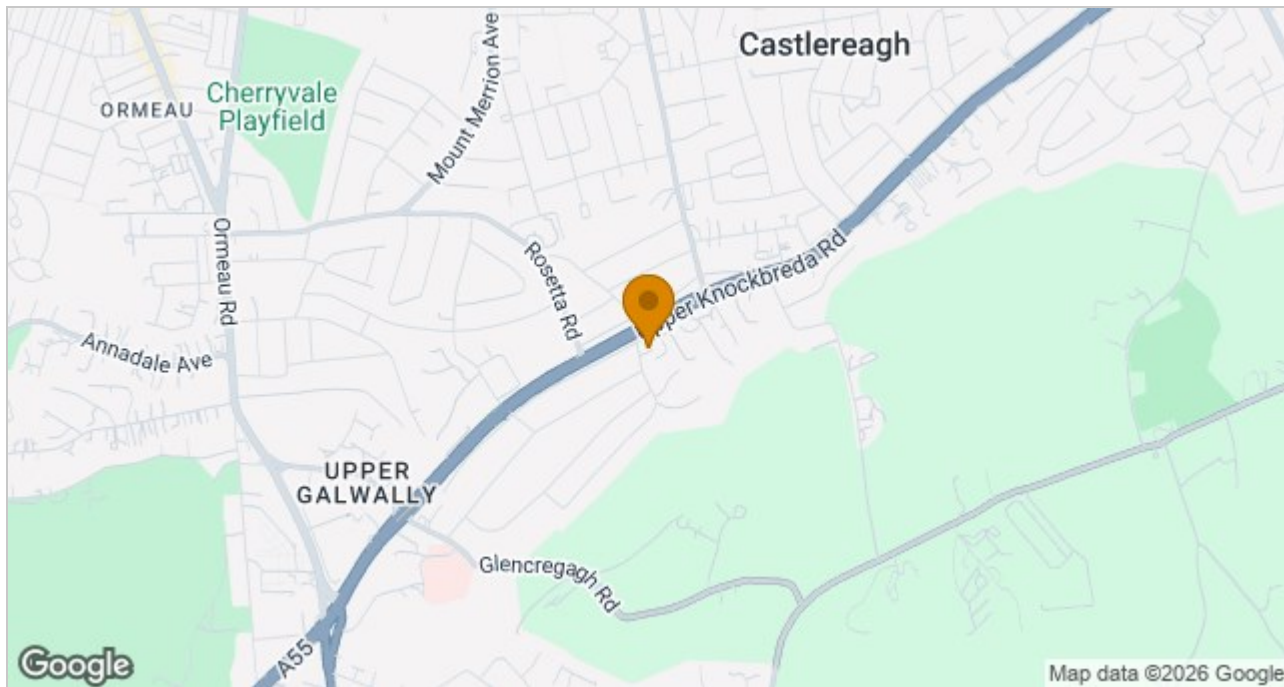 Castlereagh
Mount Merrion Ave
ORMEAU
Cherryvale
Playfield
Ormeau Rd
Rosetta Rd
Upper Knockbreda Rd
Annadale Ave
UPPER
GALWALLY
Glencregagh Rd
A55
Google
Map data ©2026 Google